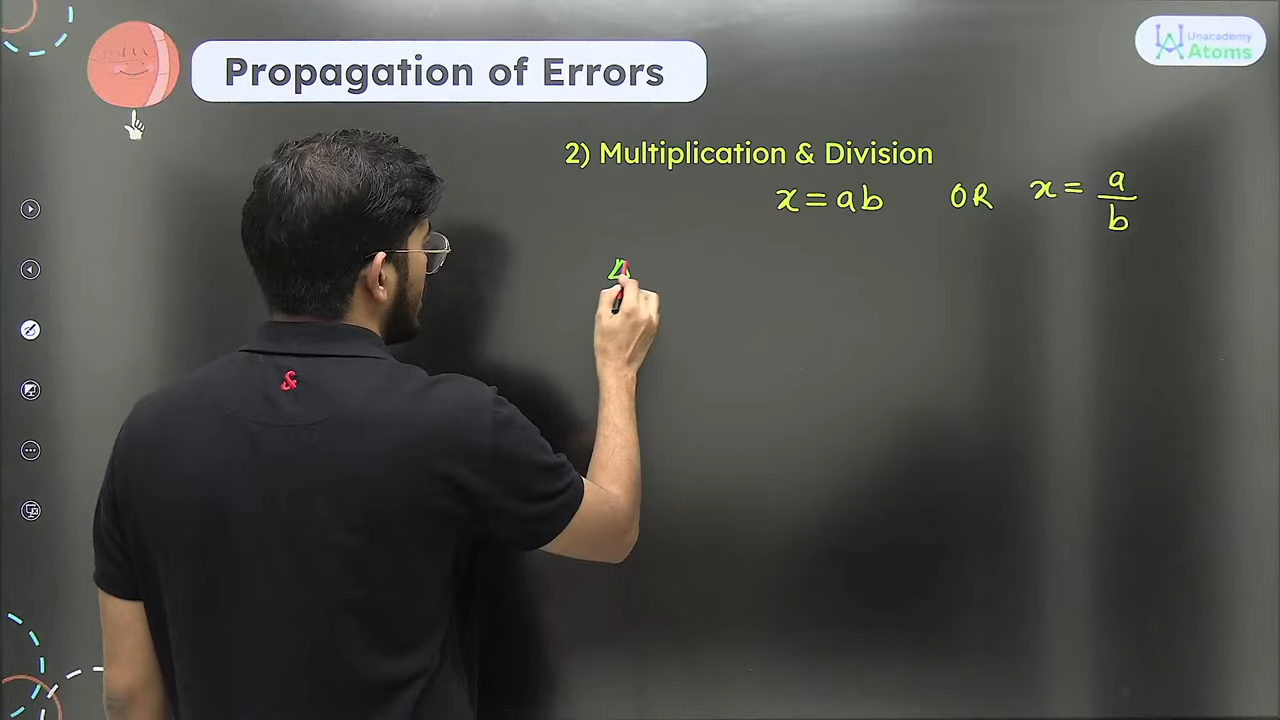 Propagation of Errors
Unacademy
Atoms
2) Multiplication & Division
x = ab OR x = a/b
Δ